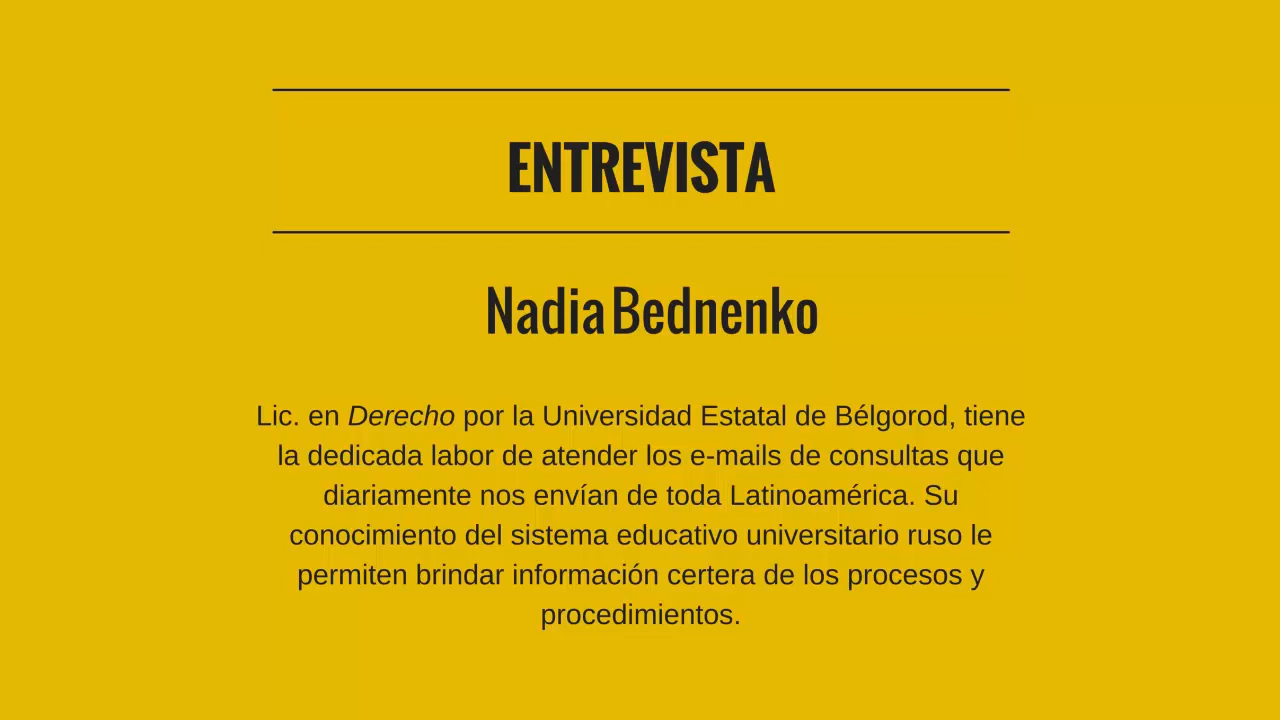 ENTREVISTA
Nadia Bednenko
Lic. en Derecho por la Universidad Estatal de Bélgorod, tiene
la dedicada labor de atender los e-mails de consultas que
diariamente nos envían de toda Latinoamérica. Su
conocimiento del sistema educativo universitario ruso le
permiten brindar información certera de los procesos y
procedimientos.